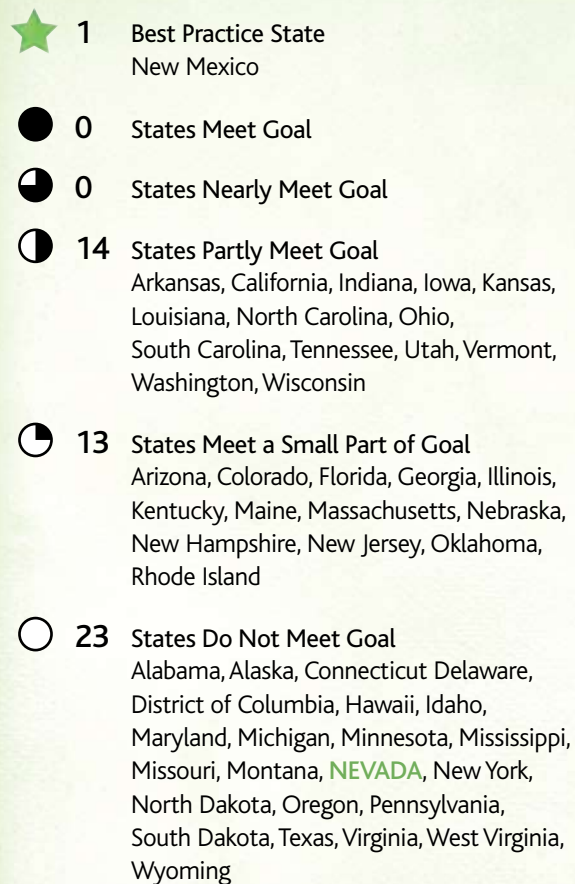 1 Best Practice State
New Mexico
0 States Meet Goal
0 States Nearly Meet Goal
14 States Partly Meet Goal
Arkansas, California, Indiana, Iowa, Kansas,
Louisiana, North Carolina, Ohio,
South Carolina, Tennessee, Utah, Vermont,
Washington, Wisconsin
13 States Meet a Small Part of Goal
Arizona, Colorado, Florida, Georgia, Illinois,
Kentucky, Maine, Massachusetts, Nebraska,
New Hampshire, New Jersey, Oklahoma,
Rhode Island
23 States Do Not Meet Goal
Alabama, Alaska, Connecticut Delaware,
District of Columbia, Hawaii, Idaho,
Maryland, Michigan, Minnesota, Mississippi,
Missouri, Montana, NEVADA, New York,
North Dakota, Oregon, Pennsylvania,
South Dakota, Texas, Virginia, West Virginia,
Wyoming